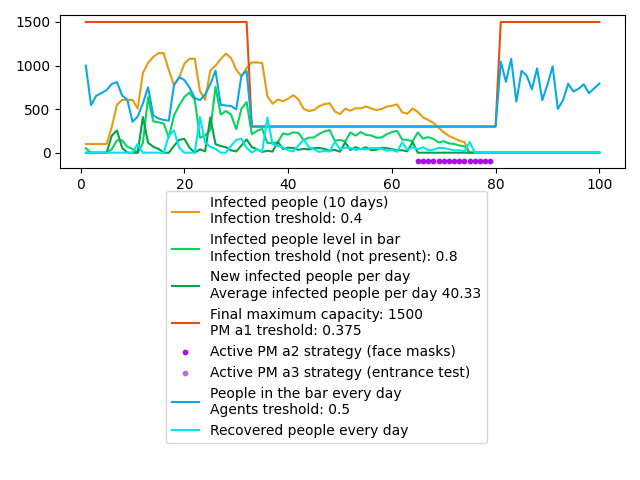 1500
1000
500
0
0 20 40 60 80 100
Infected people (10 days)
Infection treshold: 0.4
Infected people level in bar
Infection treshold (not present): 0.8
New infected people per day
Average infected people per day 40.33
Final maximum capacity: 1500
PM a1 treshold: 0.375
Active PM a2 strategy (face masks)
Active PM a3 strategy (entrance test)
People in the bar every day
Agents treshold: 0.5
Recovered people every day